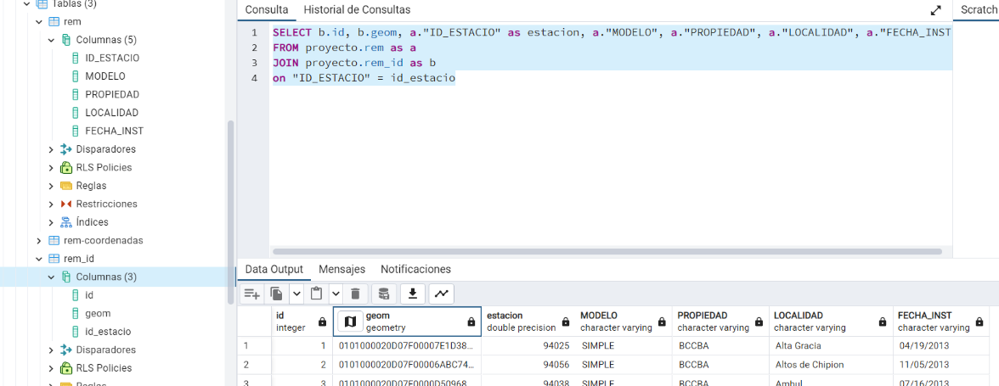 Tablas (3)
rem
Columnas (5)
ID_ESTACIO
MODELO
PROPIEDAD
LOCALIDAD
FECHA_INST
Disparadores
RLS Policies
Reglas
Restricciones
Índices
rem-coordenadas
rem_id
Columnas (3)
id
geom
id_estacio
Disparadores
RLS Policies
Reglas
Consulta Historial de Consultas
Scratch
1 SELECT b.id, b.geom, a."ID_ESTACIO" as estacion, a."MODELO", a."PROPIEDAD", a."LOCALIDAD", a."FECHA_INST
2 FROM proyecto.rem as a
3 JOIN proyecto.rem_id as b
4 on "ID_ESTACIO" = id_estacio
Data Output Mensajes Notificaciones
id geom estacion MODELO PROPIEDAD LOCALIDAD FECHA_INST
integer geometry double precision character varying character varying character varying character varying
1 1 0101000020D07F00007E1D38... 94025 SIMPLE BCCBA Alta Gracia 04/19/2013
2 2 0101000020D07F00006ABC74... 94056 SIMPLE BCCBA Altos de Chipion 11/05/2013
3 3 0101000020D07F0000D50968 94038 SIMPLE BCCBA Ambul 07/16/2013